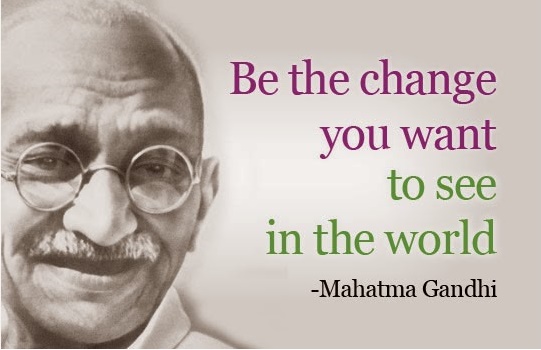 Be the change
you want
to see
in the world
-Mahatma Gandhi